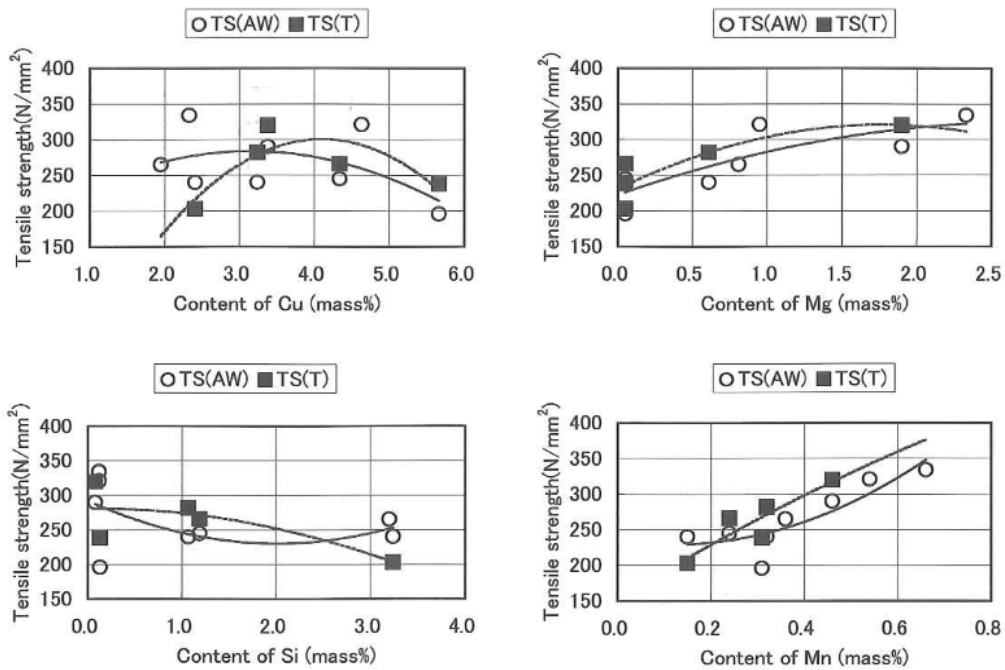 TS(AW) TS(T)
TS(AW) TS(T)
Tensile strength(N/mm²)
400
350
300
250
200
150
1.0 2.0 3.0 4.0 5.0 6.0
Content of Cu (mass%)
Tensile strenth(N/mm²)
400
350
300
250
200
150
0.0 0.5 1.0 1.5 2.0 2.5
Content of Mg (mass%)
TS(AW) TS(T)
TS(AW) TS(T)
Tensile strength(N/mm²)
400
350
300
250
200
150
0.0 1.0 2.0 3.0 4.0
Content of Si (mass%)
Tensile strength(N/mm²)
400
350
300
250
200
150
0.0 0.2 0.4 0.6 0.8
Content of Mn (mass%)